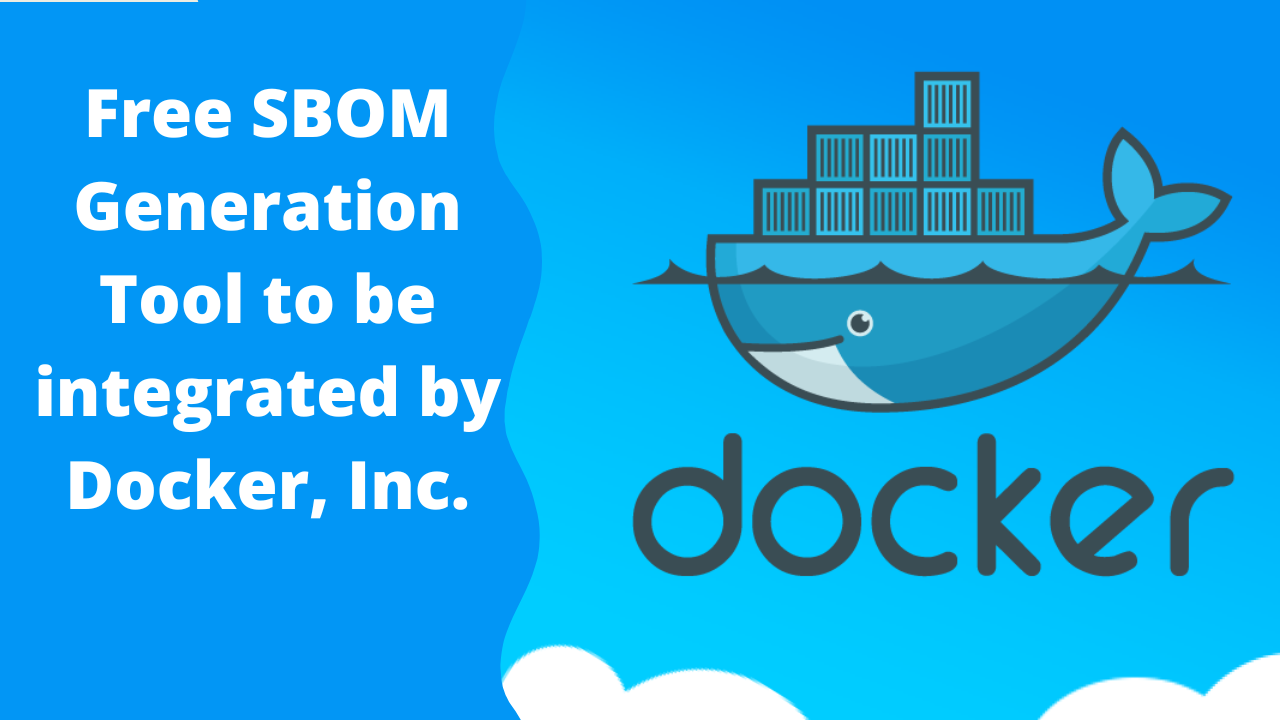 Free SBOM
Generation
Tool to be
integrated by
Docker, Inc.
docker